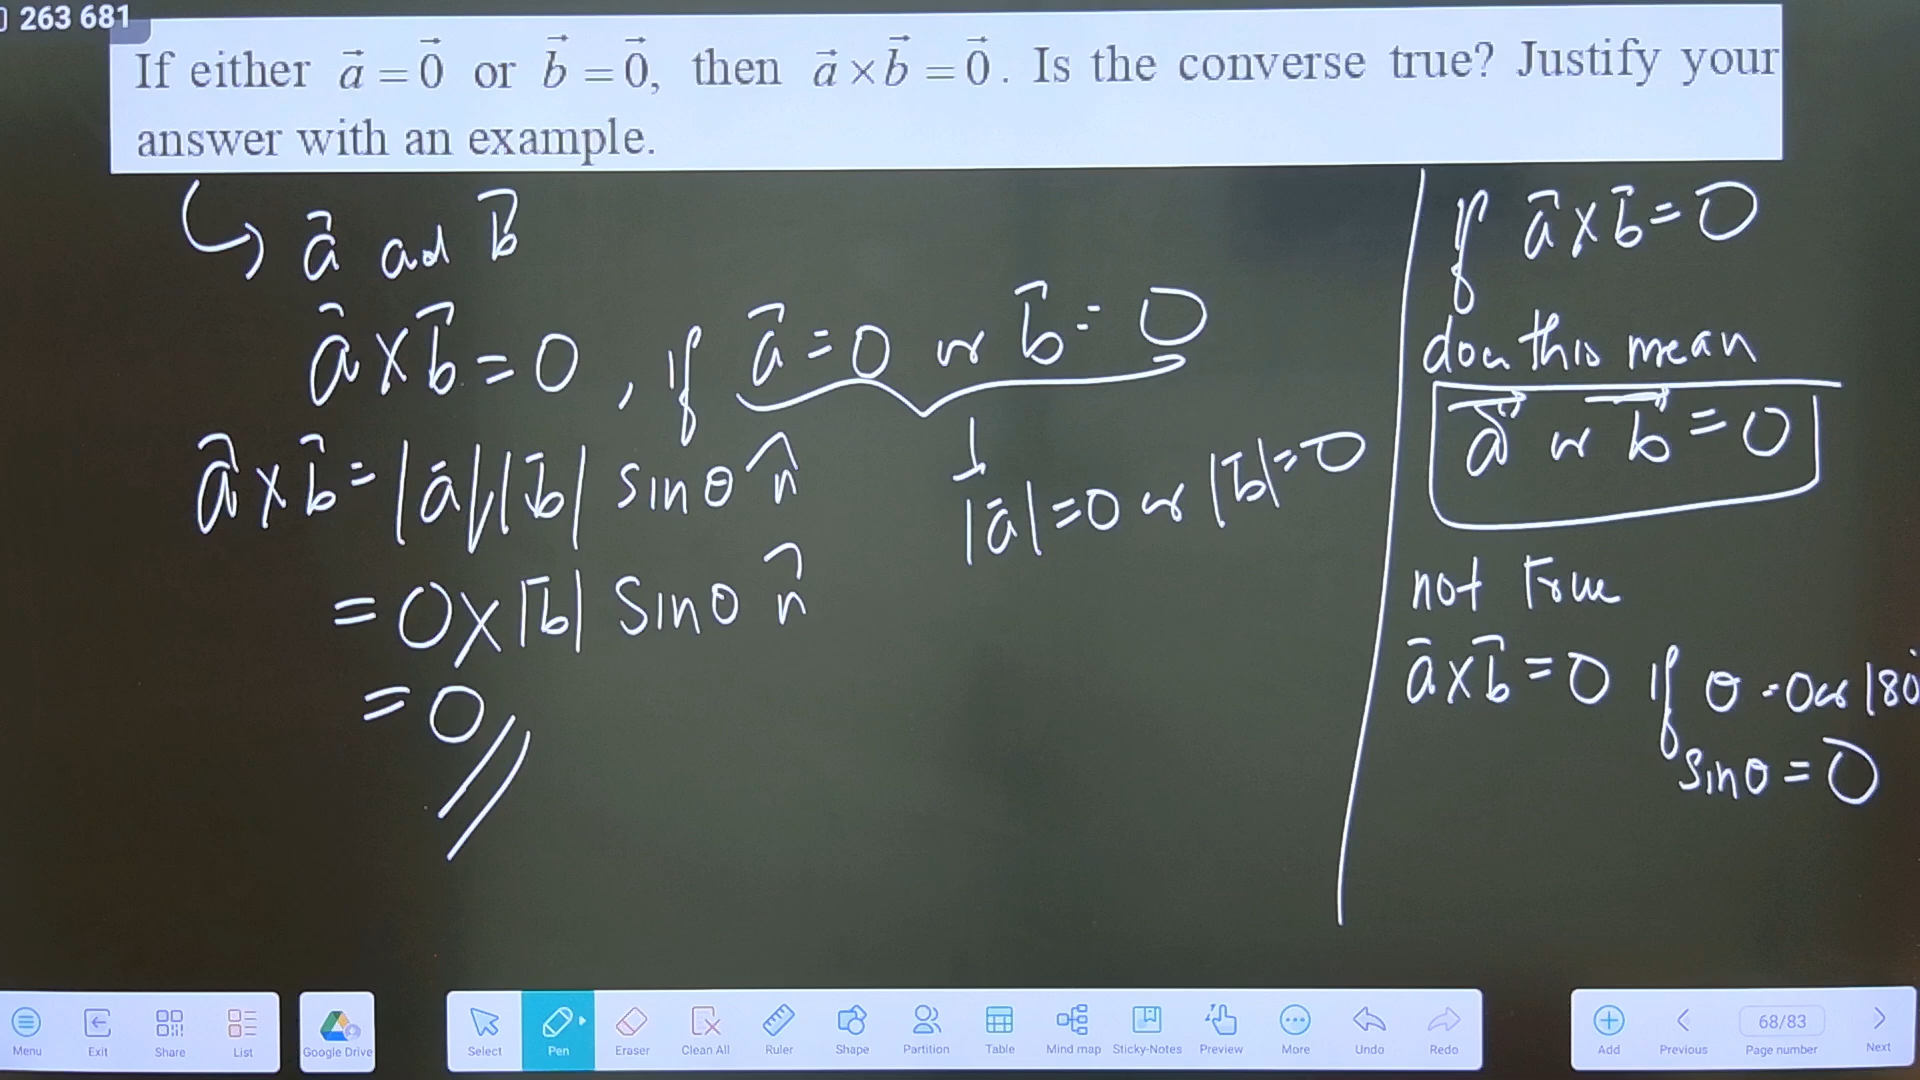 263 681
If either a⃗ = 0⃗ or b⃗ = 0⃗, then a⃗ × b⃗ = 0⃗. Is the converse true? Justify your
answer with an example.
a⃗ and b⃗
a⃗ × b⃗ = 0, if a⃗ = 0 or b⃗ = 0
a⃗ × b⃗ = |a⃗||b⃗| sin θ n̂
|a⃗| = 0 or |b⃗| = 0
= 0 × |b⃗| sin θ n̂
= 0
If a⃗ × b⃗ = 0
does this mean
a⃗ or b⃗ = 0
not true
a⃗ × b⃗ = 0 if θ = 0 or 180°
sin θ = 0
Menu Exit Share List Google Drive Select Pen Eraser Clean All Ruler Shape Partition Table Mind map Sticky-Notes Preview More Undo Redo Add Previous 68/83 Page number Next